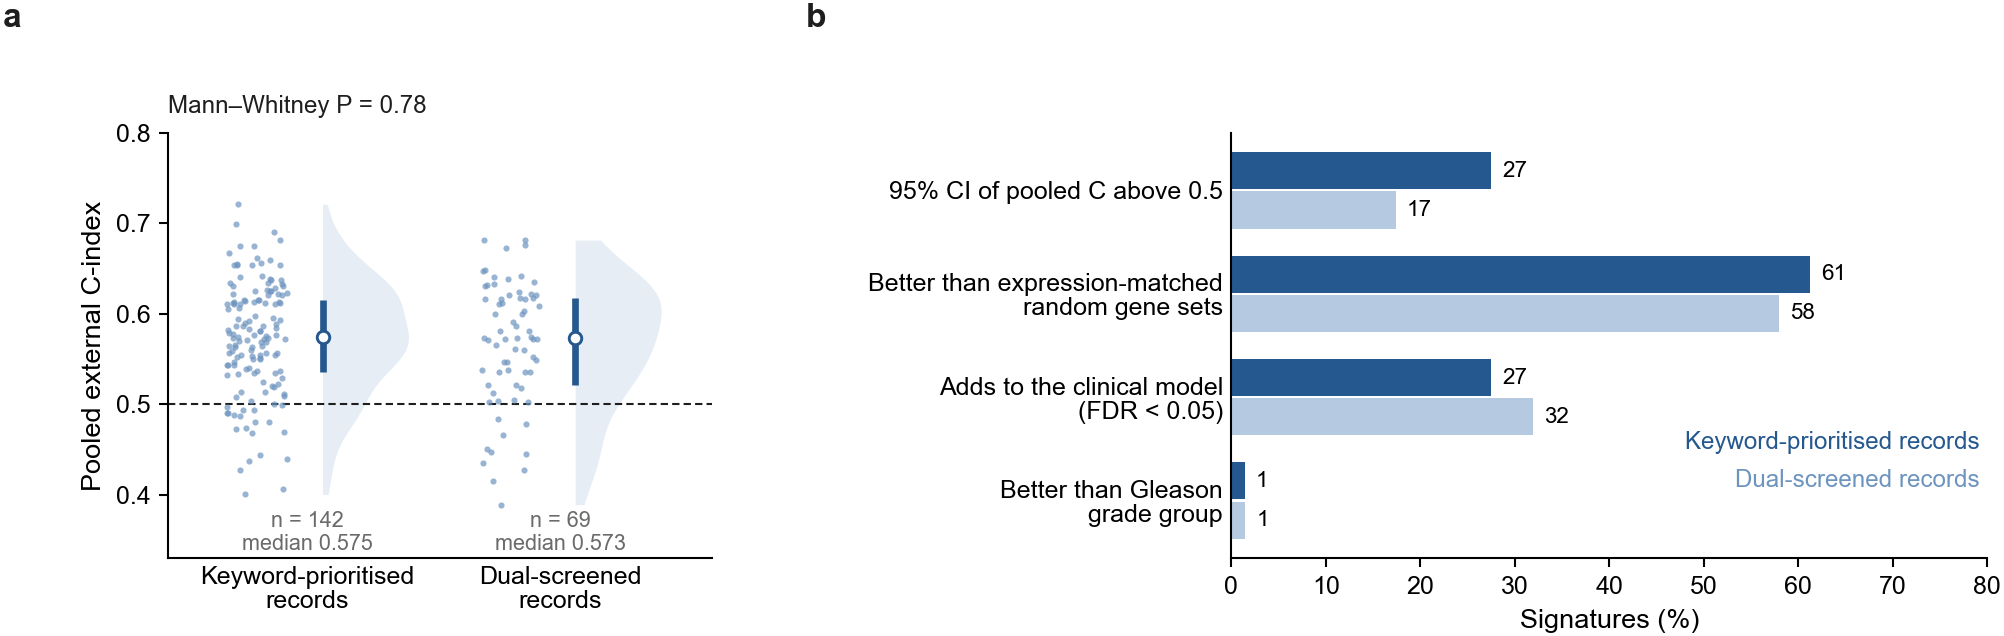 a
Mann–Whitney P = 0.78
Pooled external C-index
0.8
0.7
0.6
0.5
0.4
n = 142
median 0.575
n = 69
median 0.573
Keyword-prioritised
records
Dual-screened
records
b
95% CI of pooled C above 0.5
27
17
Better than expression-matched
random gene sets
61
58
Adds to the clinical model
(FDR < 0.05)
27
32
Better than Gleason
grade group
1
1
Keyword-prioritised records
Dual-screened records
0
10
20
30
40
50
60
70
80
Signatures (%)